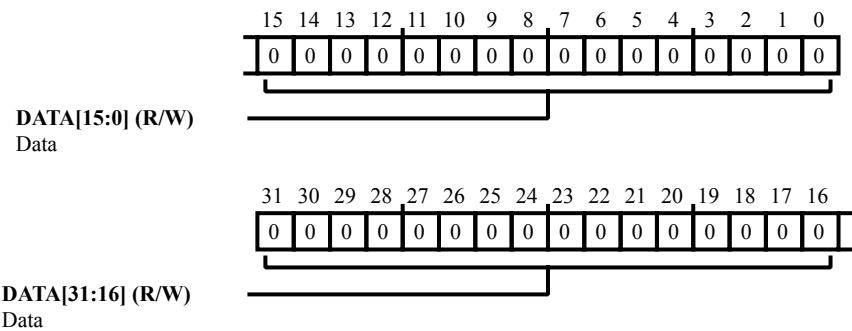 15 14 13 12 11 10 9 8 7 6 5 4 3 2 1 0
0 0 0 0 0 0 0 0 0 0 0 0 0 0 0 0
DATA[15:0] (R/W)
Data
31 30 29 28 27 26 25 24 23 22 21 20 19 18 17 16
0 0 0 0 0 0 0 0 0 0 0 0 0 0 0 0
DATA[31:16] (R/W)
Data